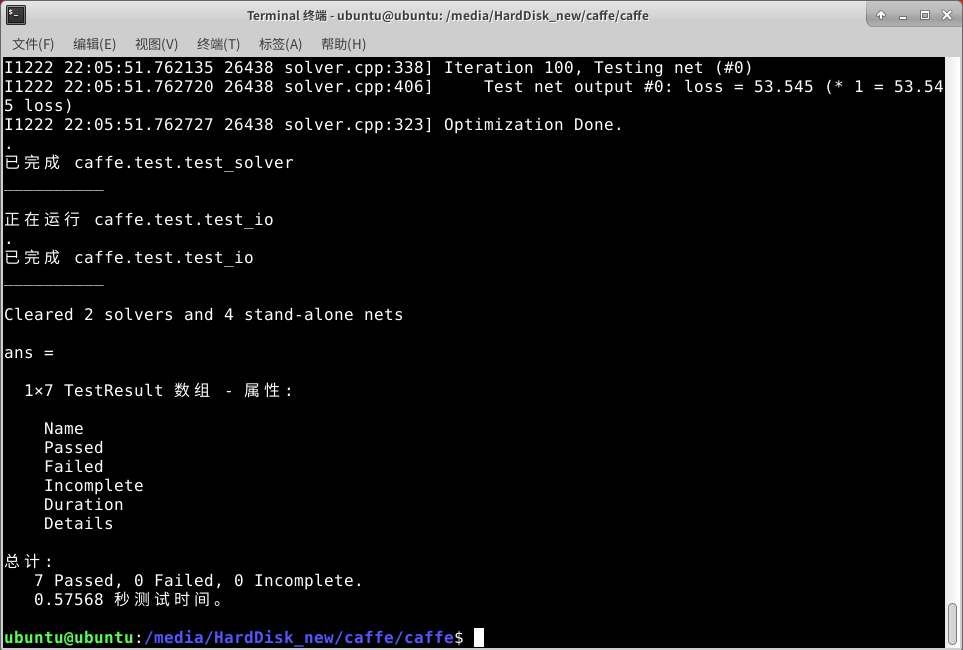 Terminal 终端 - ubuntu@ubuntu: /media/HardDisk_new/caffe/caffe
文件(F) 编辑(E) 视图(V) 终端(T) 标签(A) 帮助(H)
I1222 22:05:51.762135 26438 solver.cpp:338] Iteration 100, Testing net (#0)
I1222 22:05:51.762720 26438 solver.cpp:406]     Test net output #0: loss = 53.545 (* 1 = 53.54
5 loss)
I1222 22:05:51.762727 26438 solver.cpp:323] Optimization Done.
.
已完成 caffe.test.test_solver
__________
正在运行 caffe.test.test_io
.
已完成 caffe.test.test_io
__________
Cleared 2 solvers and 4 stand-alone nets
ans =
1×7 TestResult 数组 - 属性:
Name
Passed
Failed
Incomplete
Duration
Details
总计:
7 Passed, 0 Failed, 0 Incomplete.
0.57568 秒测试时间。
ubuntu@ubuntu:/media/HardDisk_new/caffe/caffe$